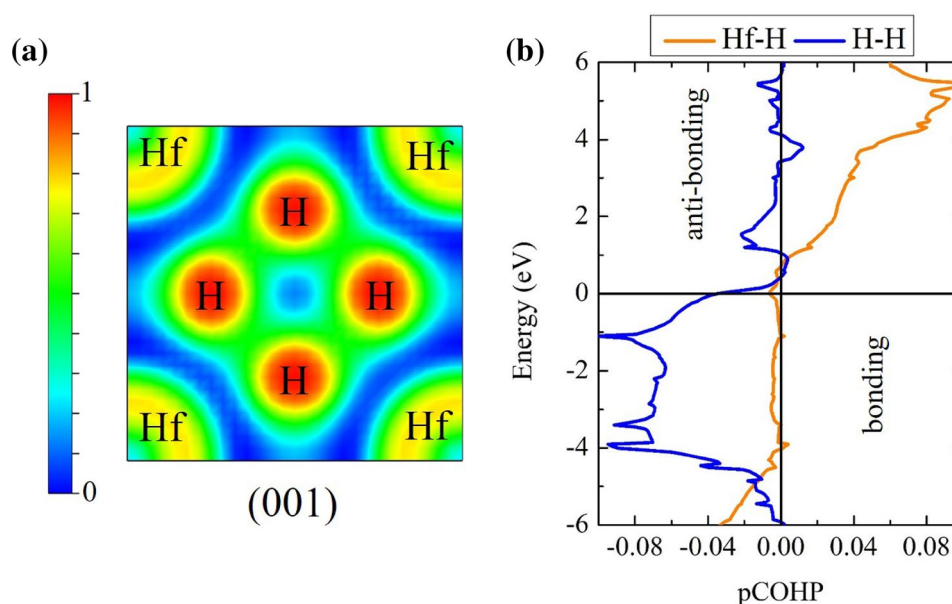 (a)
1
0
Hf
Hf
H
H
H
H
Hf
Hf
(001)
(b)
Hf-H
H-H
6
4
2
0
-2
-4
-6
Energy (eV)
anti-bonding
bonding
-0.08
-0.04
0.00
0.04
0.08
pCOHP